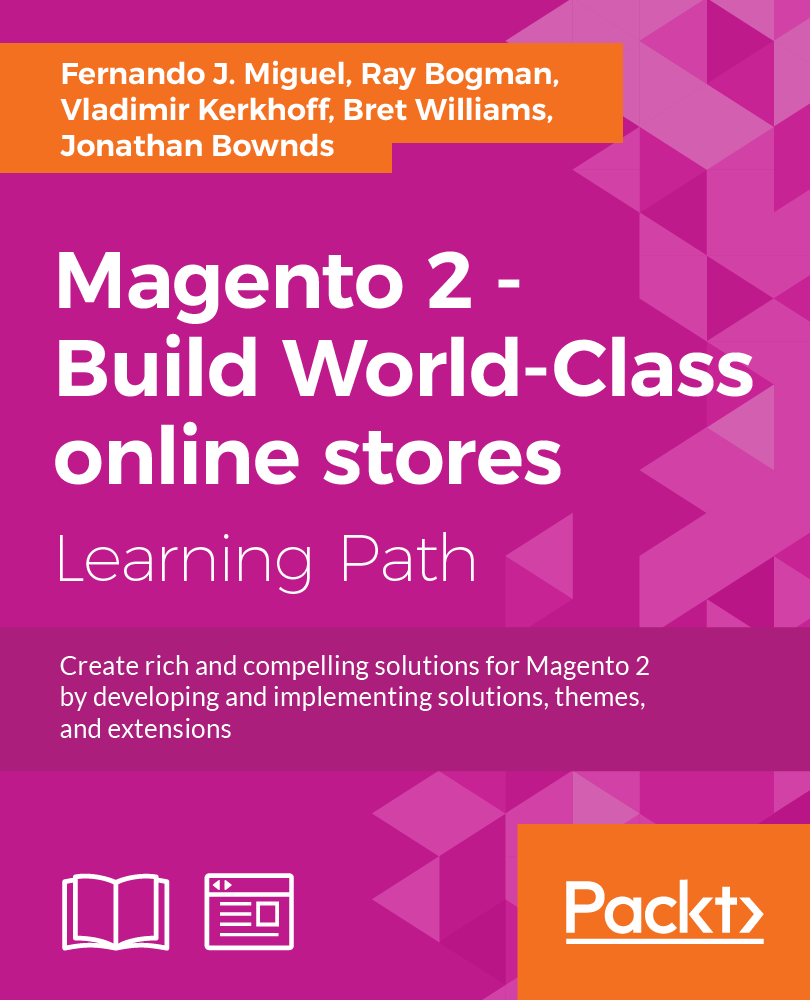 Fernando J. Miguel, Ray Bogman,
Vladimir Kerkhoff, Bret Williams,
Jonathan Bownds
Magento 2 -
Build World-Class
online stores
Learning Path
Create rich and compelling solutions for Magento 2
by developing and implementing solutions, themes,
and extensions
Packt